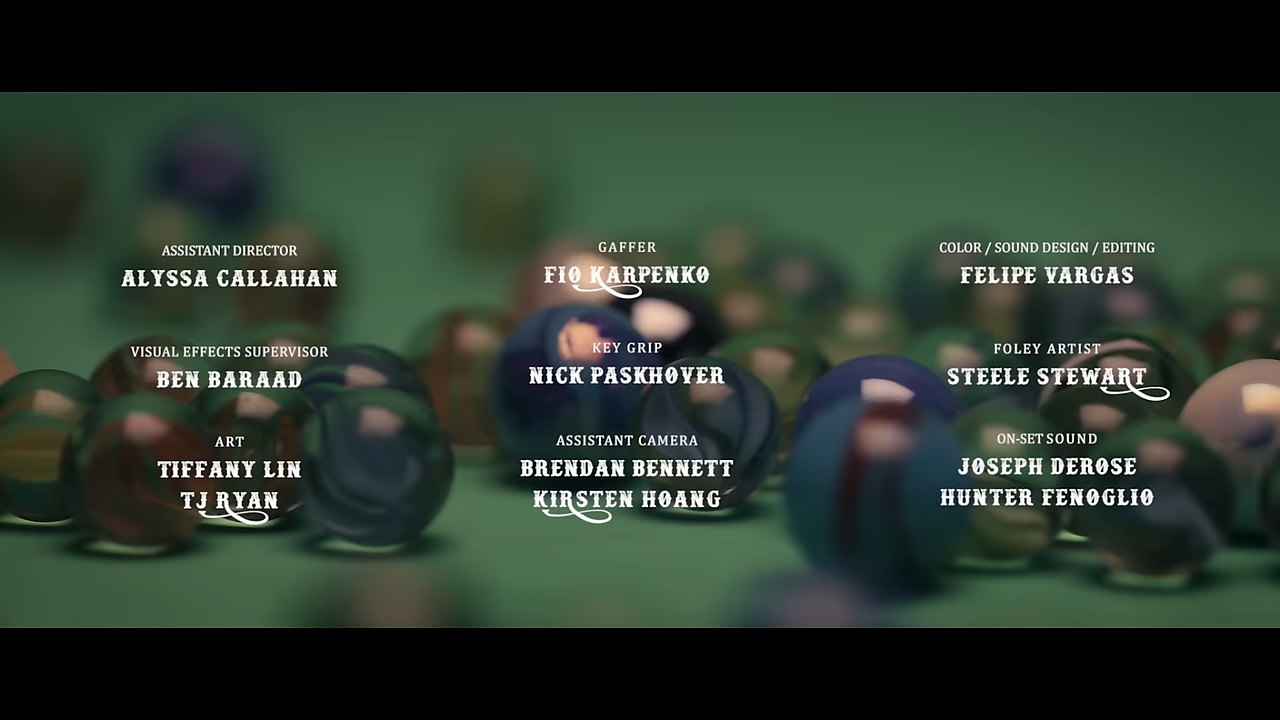 ASSISTANT DIRECTOR
ALYSSA CALLAHAN
VISUAL EFFECTS SUPERVISOR
BEN BARAAD
ART
TIFFANY LIN
TJ RYAN
GAFFER
FIO KARPENKO
KEY GRIP
NICK PASKHOVER
ASSISTANT CAMERA
BRENDAN BENNETT
KIRSTEN HOANG
COLOR / SOUND DESIGN / EDITING
FELIPE VARGAS
FOLEY ARTIST
STEELE STEWART
ON-SET SOUND
JOSEPH DEROSE
HUNTER FENOGLIO